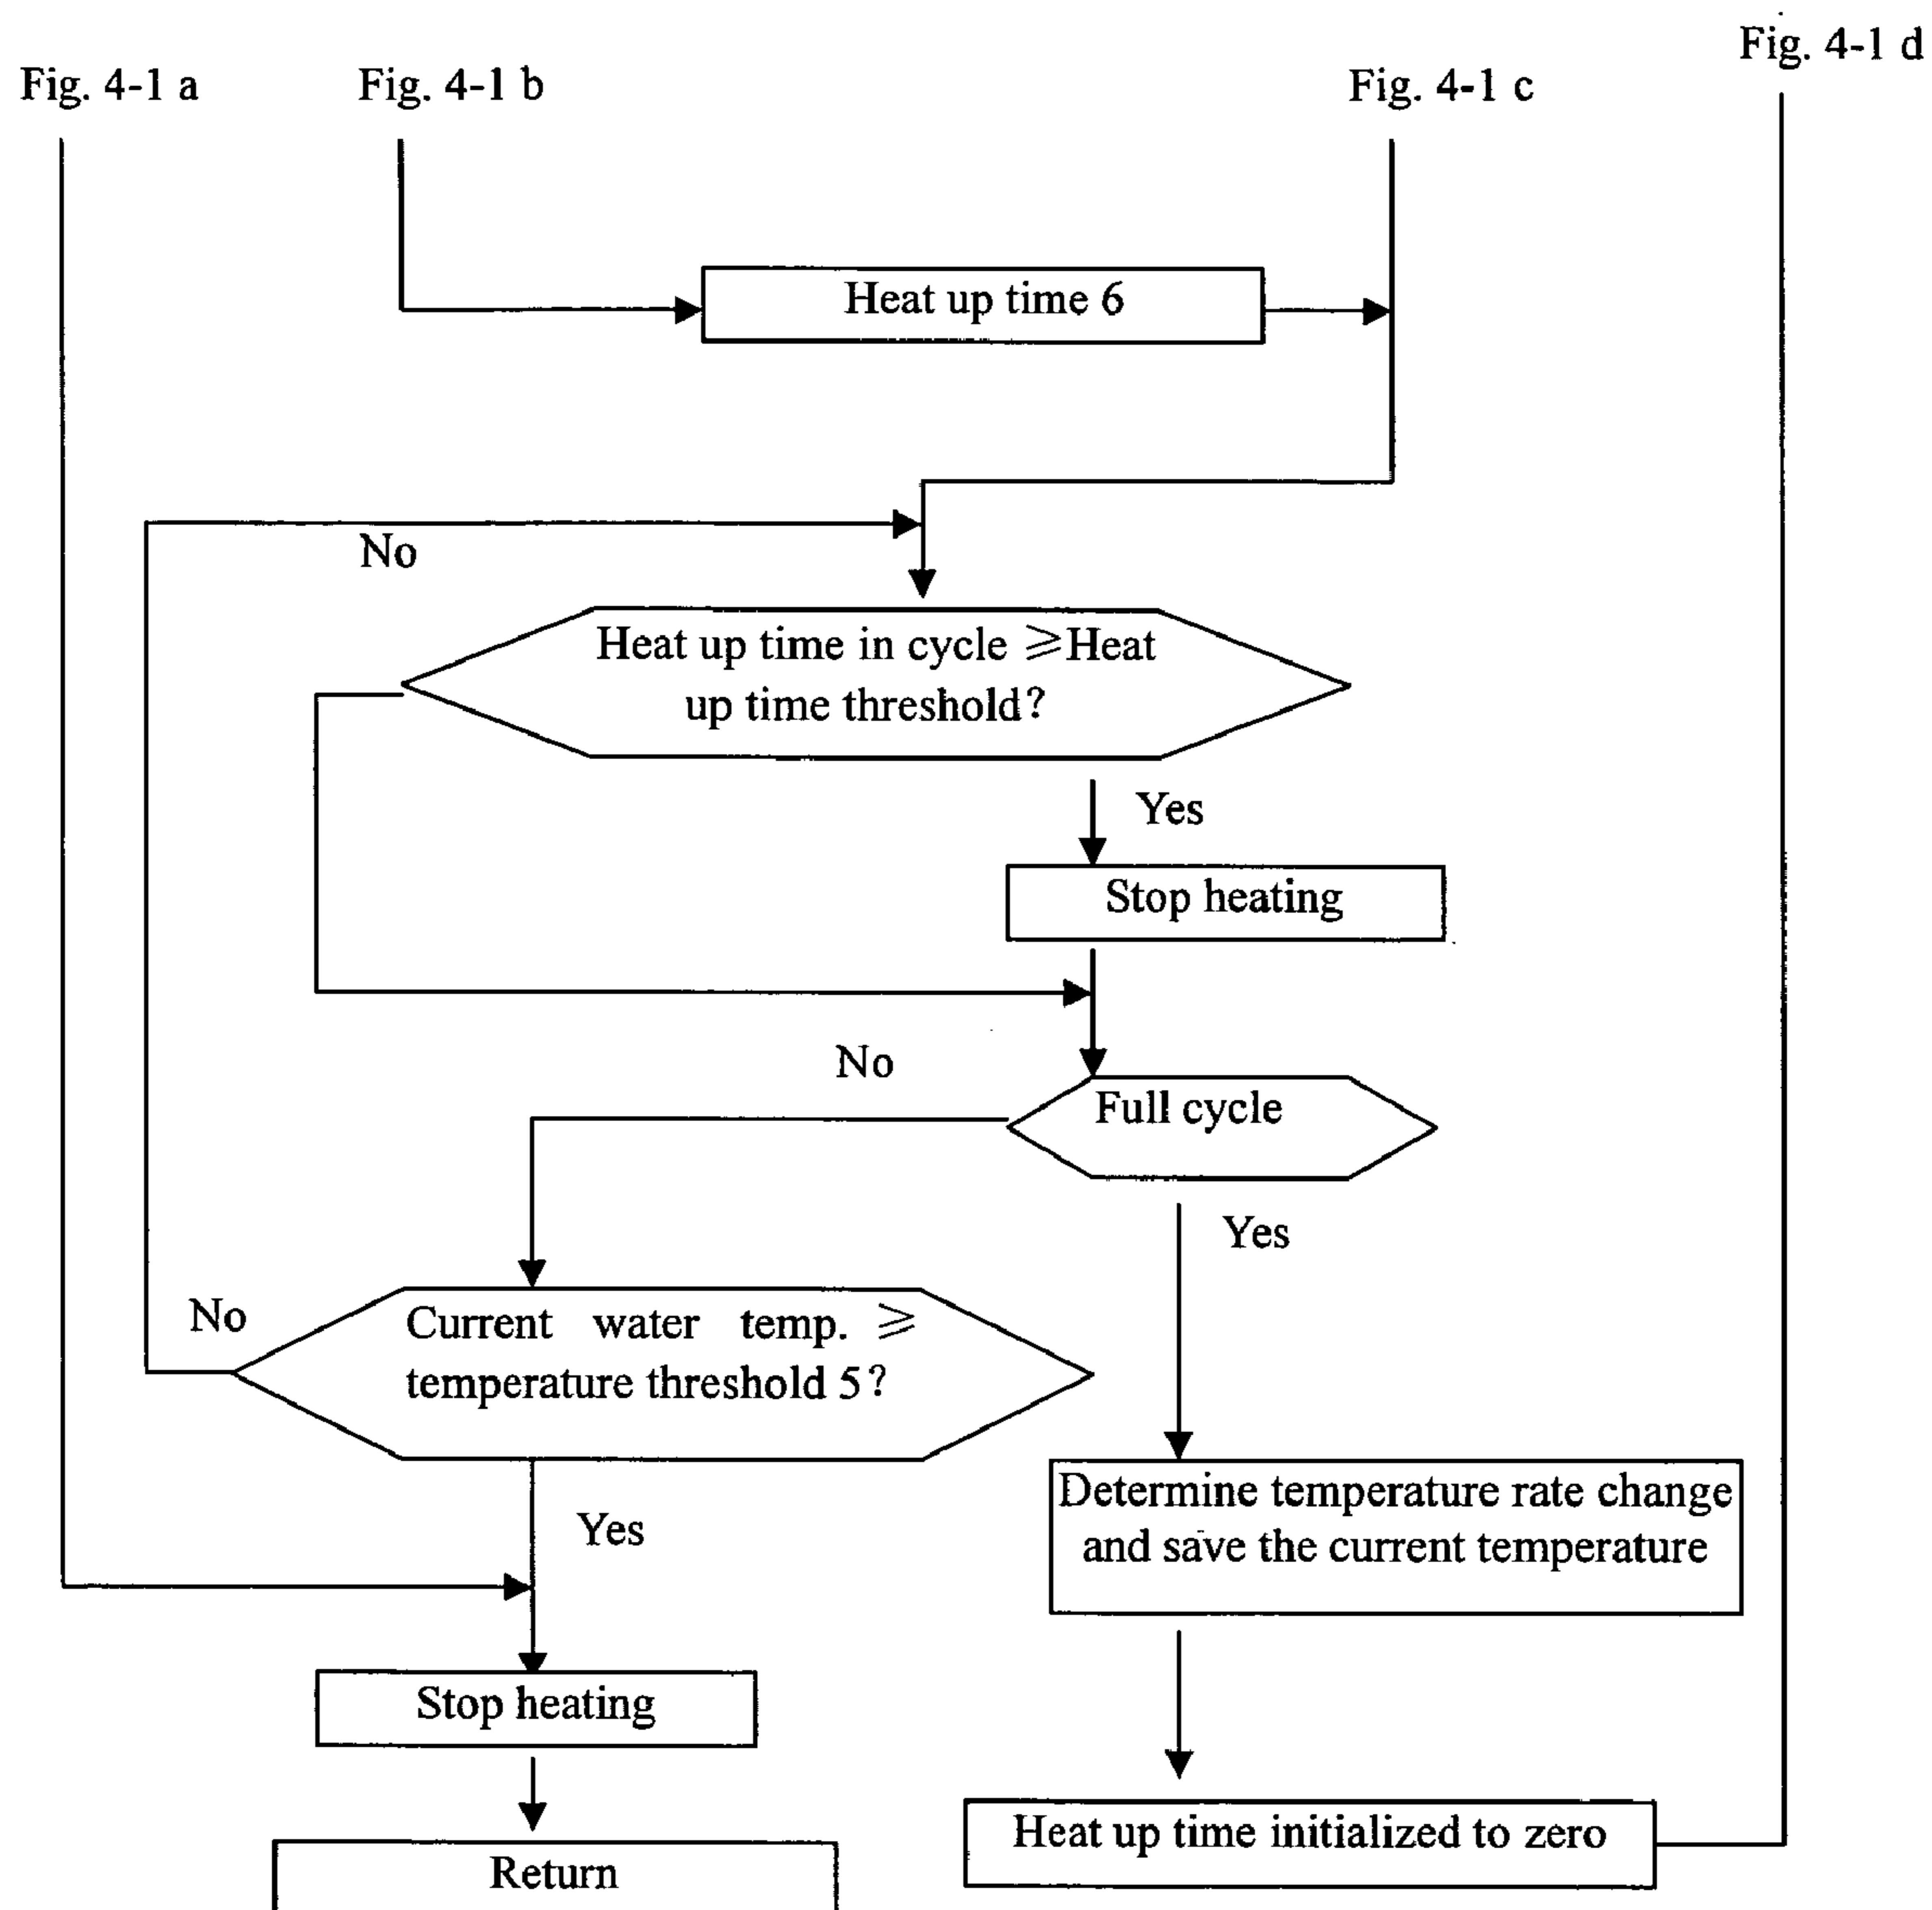 Fig. 4-1 d
Fig. 4-1 a
Fig. 4-1 b
Fig. 4-1 c
Heat up time 6
No
Heat up time in cycle ⩾Heat
up time threshold?
Yes
Stop heating
No
Full cycle
Yes
No
Current water temp. ⩾
temperature threshold 5?
Determine temperature rate change
and save the current temperature
Yes
Stop heating
Heat up time initialized to zero
Return